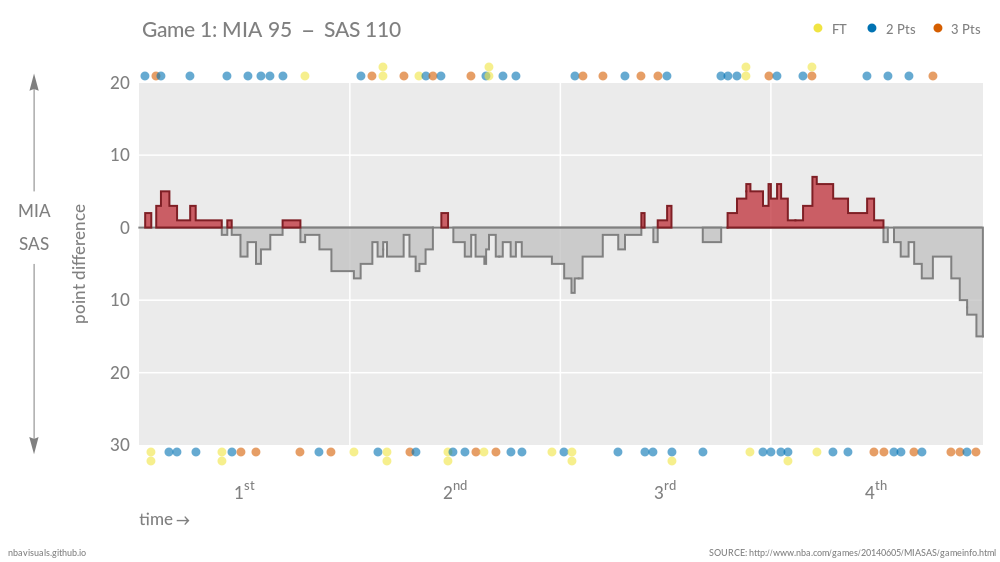 Game 1: MIA 95 – SAS 110
FT
2 Pts
3 Pts
MIA
SAS
point difference
20
10
0
10
20
30
1st
2nd
3rd
4th
time→
nbavisuals.github.io
SOURCE: http://www.nba.com/games/20140605/MIASAS/gameinfo.html